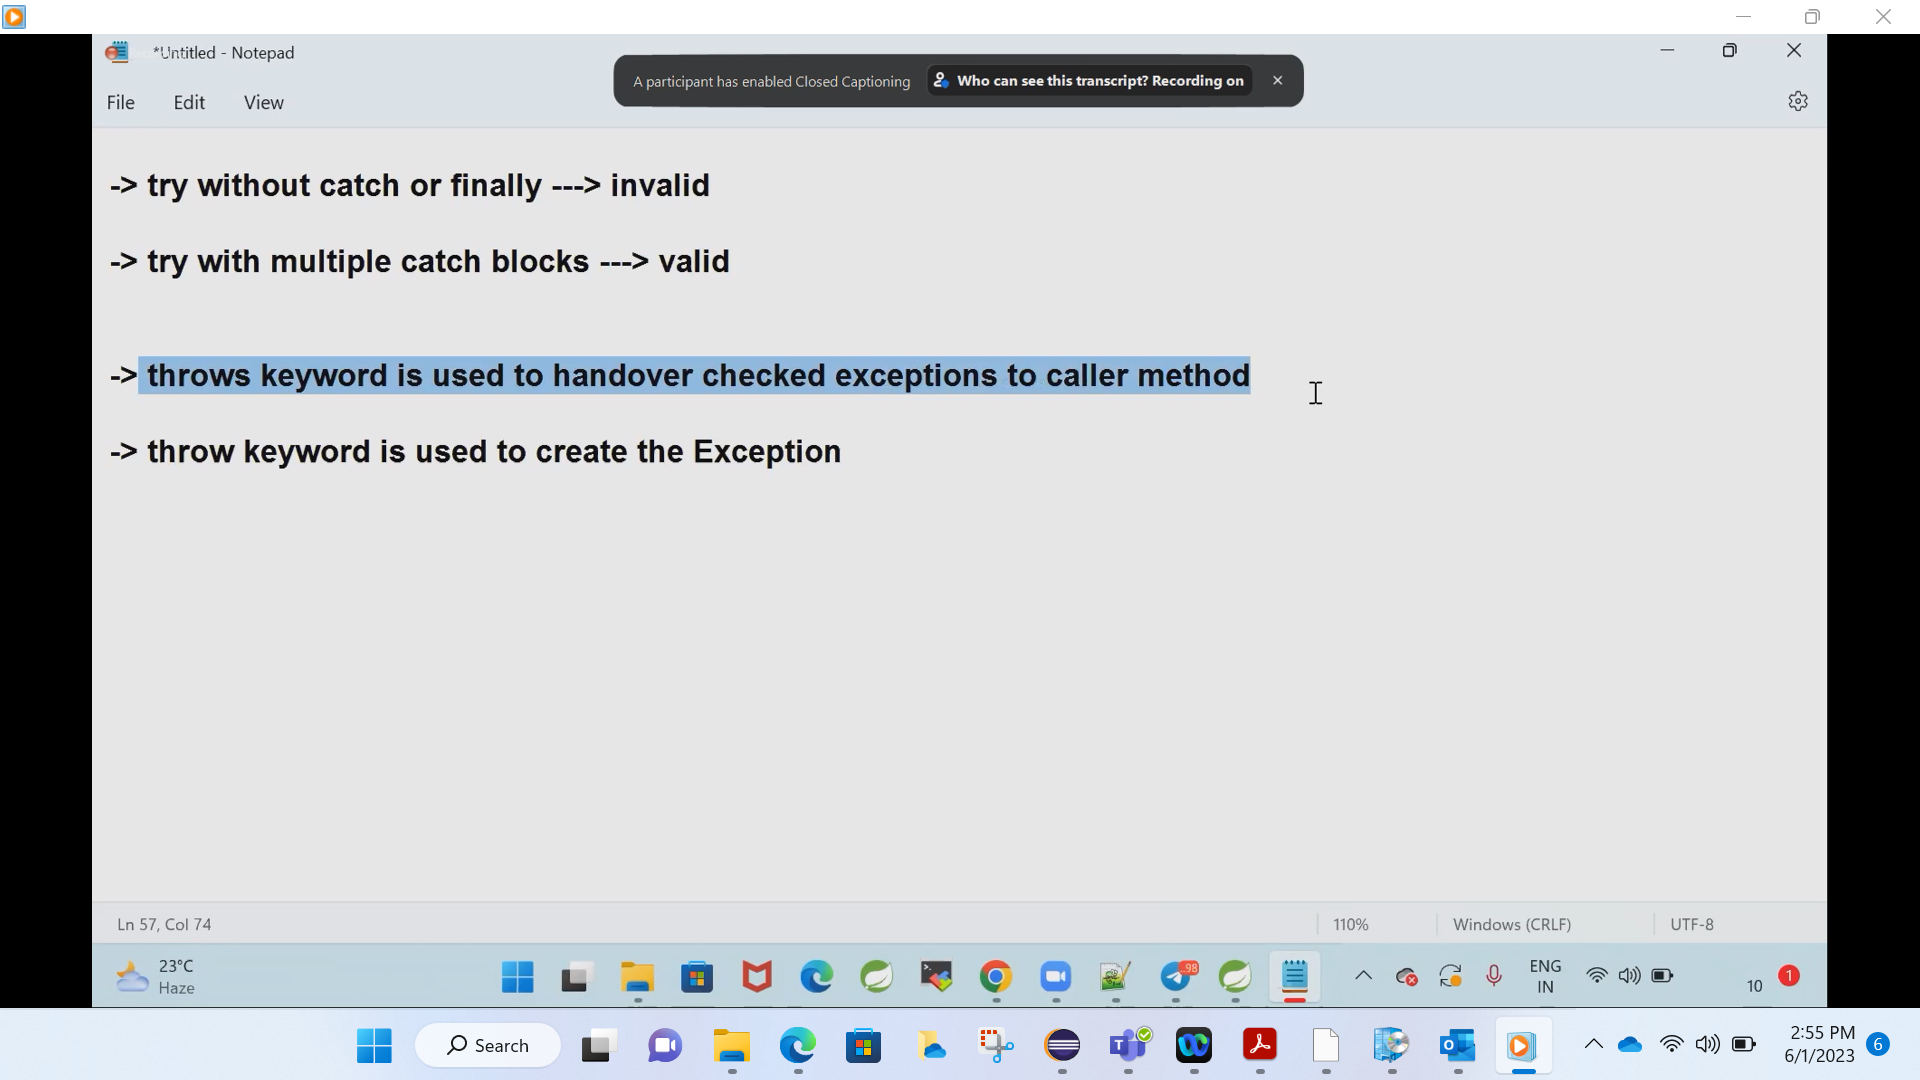 *Untitled - Notepad
A participant has enabled Closed Captioning
Who can see this transcript? Recording on
File Edit View
-> try without catch or finally ---> invalid
-> try with multiple catch blocks ---> valid
-> throws keyword is used to handover checked exceptions to caller method
-> throw keyword is used to create the Exception
Ln 57, Col 74
110%
Windows (CRLF)
UTF-8
23°C
Haze
98
ENG
IN
10
1
Search
2:55 PM
6/1/2023
6